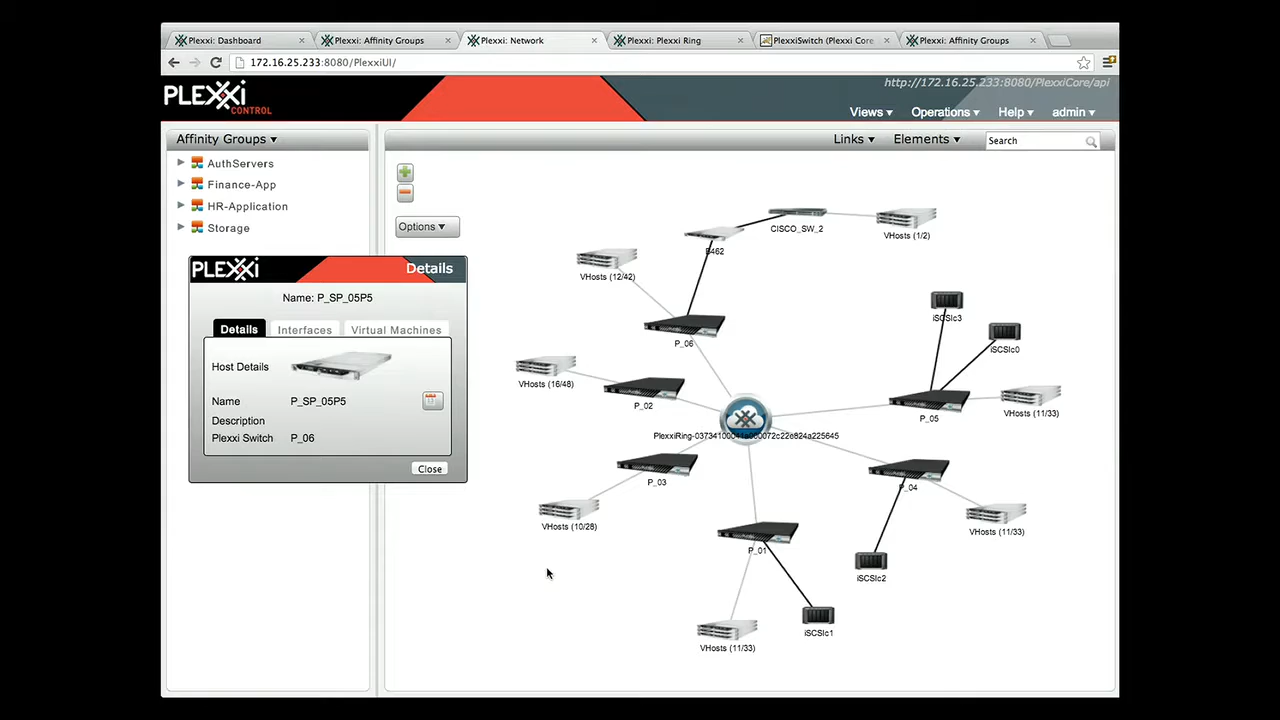 Plexxi: Dashboard
Plexxi: Affinity Groups
Plexxi: Network
Plexxi: Plexxi Ring
PlexxiSwitch (Plexxi Core
Plexxi: Affinity Groups
172.16.25.233:8080/PlexxiUI/
PLEXXI
CONTROL
http://172.16.25.233:8080/PlexxiCore/api
Views
Operations
Help
admin
Affinity Groups
Links
Elements
Search
AuthServers
Finance-App
HR-Application
Storage
Options
PLEXXI
Details
Name: P_SP_05P5
Details
Interfaces
Virtual Machines
Host Details
Name P_SP_05P5
Description
Plexxi Switch P_06
Close
CISCO_SW_2
VHosts (1/2)
VHosts (12/42)
P_06
iSCSIc3
iSCSIc0
VHosts (16/48)
P_02
P_05
VHosts (11/33)
P_03
P_04
VHosts (10/28)
VHosts (11/33)
P_01
iSCSIc2
iSCSIc1
VHosts (11/33)